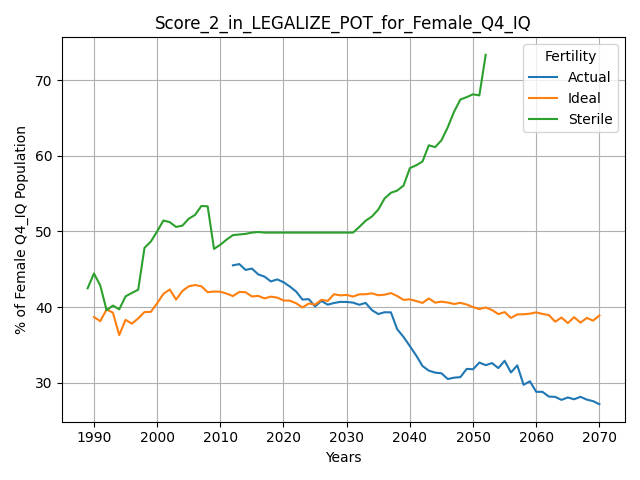 Score_2_in_LEGALIZE_POT_for_Female_Q4_IQ
% of Female Q4_IQ Population
70
60
50
40
30
Fertility
Actual
Ideal
Sterile
1990 2000 2010 2020 2030 2040 2050 2060 2070
Years